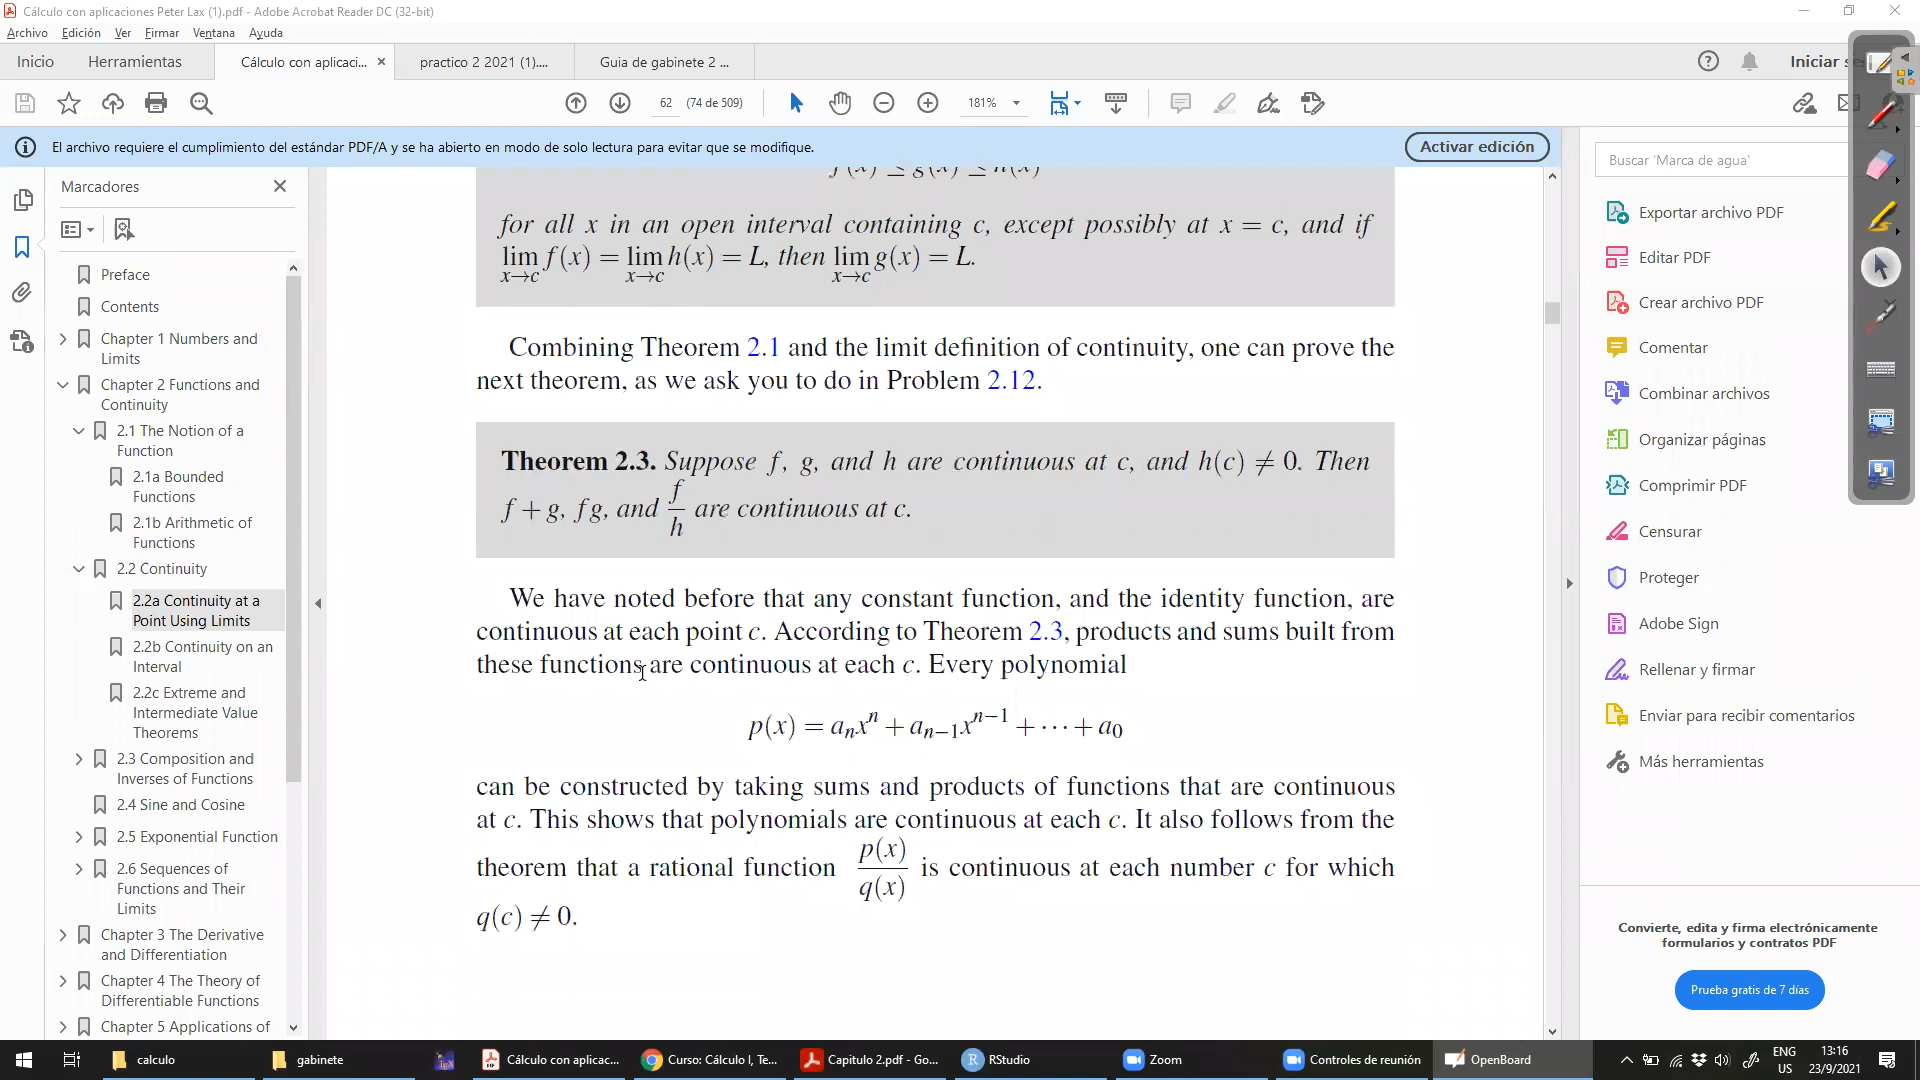 Cálculo con aplicaciones Peter Lax (1).pdf - Adobe Acrobat Reader DC (32-bit)
Archivo Edición Ver Firmar Ventana Ayuda
Inicio Herramientas Cálculo con aplicaci... practico 2 2021 (1).... Guia de gabinete 2 ... Iniciar
62 (74 de 509) 181%
El archivo requiere el cumplimiento del estándar PDF/A y se ha abierto en modo de solo lectura para evitar que se modifique. Activar edición
Marcadores
Preface
Contents
Chapter 1 Numbers and
Limits
Chapter 2 Functions and
Continuity
2.1 The Notion of a
Function
2.1a Bounded
Functions
2.1b Arithmetic of
Functions
2.2 Continuity
2.2a Continuity at a
Point Using Limits
2.2b Continuity on an
Interval
2.2c Extreme and
Intermediate Value
Theorems
2.3 Composition and
Inverses of Functions
2.4 Sine and Cosine
2.5 Exponential Function
2.6 Sequences of
Functions and Their
Limits
Chapter 3 The Derivative
and Differentiation
Chapter 4 The Theory of
Differentiable Functions
Chapter 5 Applications of
f(x) ≤ g(x) ≤ h(x)
for all x in an open interval containing c, except possibly at x = c, and if
lim f(x) = lim h(x) = L, then lim g(x) = L.
x→c x→c x→c
Combining Theorem 2.1 and the limit definition of continuity, one can prove the
next theorem, as we ask you to do in Problem 2.12.
Theorem 2.3. Suppose f, g, and h are continuous at c, and h(c) ≠ 0. Then
f + g, fg, and f/h are continuous at c.
We have noted before that any constant function, and the identity function, are
continuous at each point c. According to Theorem 2.3, products and sums built from
these functions are continuous at each c. Every polynomial
p(x) = aₙxⁿ + aₙ₋₁xⁿ⁻¹ + ⋯ + a₀
can be constructed by taking sums and products of functions that are continuous
at c. This shows that polynomials are continuous at each c. It also follows from the
theorem that a rational function p(x)/q(x) is continuous at each number c for which
q(c) ≠ 0.
Buscar 'Marca de agua'
Exportar archivo PDF
Editar PDF
Crear archivo PDF
Comentar
Combinar archivos
Organizar páginas
Comprimir PDF
Censurar
Proteger
Adobe Sign
Rellenar y firmar
Enviar para recibir comentarios
Más herramientas
Convierte, edita y firma electrónicamente
formularios y contratos PDF
Prueba gratis de 7 días
calculo gabinete Cálculo con aplicac... Curso: Cálculo I, Te... Capitulo 2.pdf - Go... RStudio Zoom Controles de reunión OpenBoard
ENG
US
13:16
23/9/2021